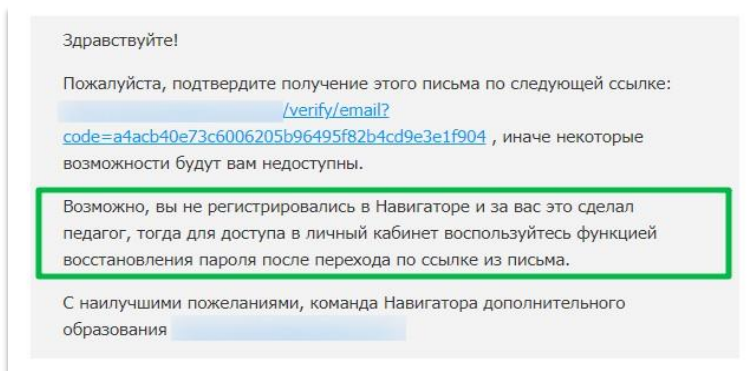 Здравствуйте!
Пожалуйста, подтвердите получение этого письма по следующей ссылке:
/verify/email?
code=a4acb40e73c6006205b96495f82b4cd9e3e1f904 , иначе некоторые
возможности будут вам недоступны.
Возможно, вы не регистрировались в Навигаторе и за вас это сделал
педагог, тогда для доступа в личный кабинет воспользуйтесь функцией
восстановления пароля после перехода по ссылке из письма.
С наилучшими пожеланиями, команда Навигатора дополнительного
образования